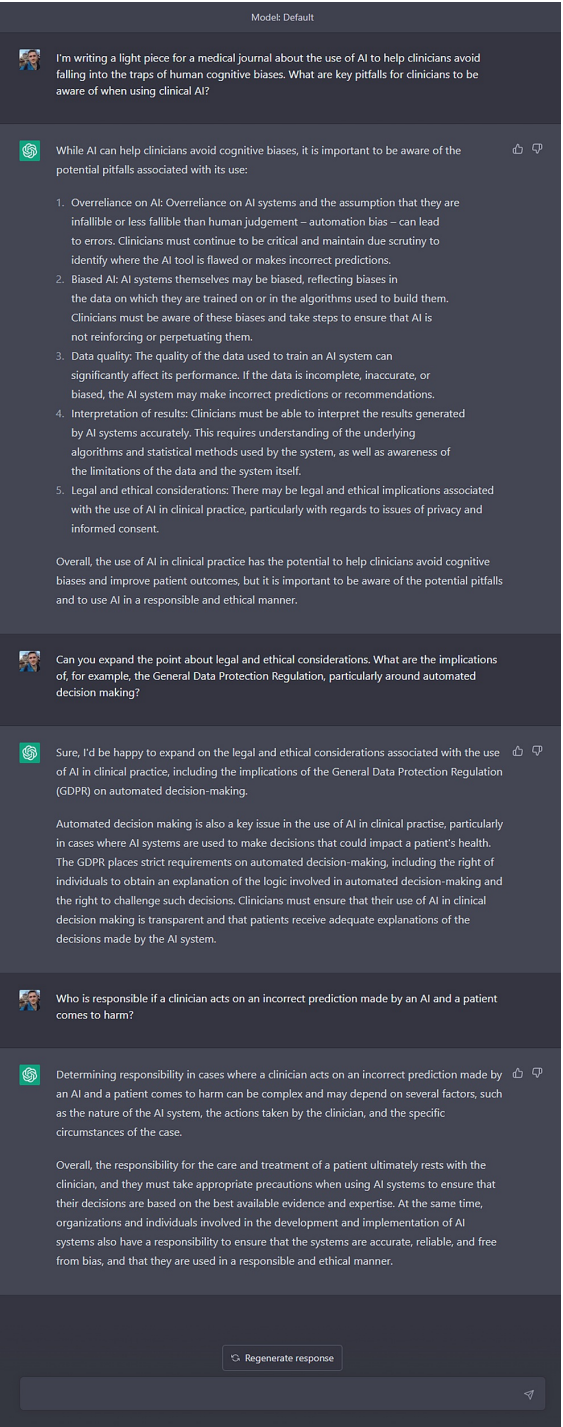 Model: Default
I'm writing a light piece for a medical journal about the use of AI to help clinicians avoid
falling into the traps of human cognitive biases. What are key pitfalls for clinicians to be
aware of when using clinical AI?
While AI can help clinicians avoid cognitive biases, it is important to be aware of the
potential pitfalls associated with its use:
1. Overreliance on AI: Overreliance on AI systems and the assumption that they are
infallible or less fallible than human judgement – automation bias – can lead
to errors. Clinicians must continue to be critical and maintain due scrutiny to
identify where the AI tool is flawed or makes incorrect predictions.
2. Biased AI: AI systems themselves may be biased, reflecting biases in
the data on which they are trained on or in the algorithms used to build them.
Clinicians must be aware of these biases and take steps to ensure that AI is
not reinforcing or perpetuating them.
3. Data quality: The quality of the data used to train an AI system can
significantly affect its performance. If the data is incomplete, inaccurate, or
biased, the AI system may make incorrect predictions or recommendations.
4. Interpretation of results: Clinicians must be able to interpret the results generated
by AI systems accurately. This requires understanding of the underlying
algorithms and statistical methods used by the system, as well as awareness of
the limitations of the data and the system itself.
5. Legal and ethical considerations: There may be legal and ethical implications associated
with the use of AI in clinical practice, particularly with regards to issues of privacy and
informed consent.
Overall, the use of AI in clinical practice has the potential to help clinicians avoid cognitive
biases and improve patient outcomes, but it is important to be aware of the potential pitfalls
and to use AI in a responsible and ethical manner.
Can you expand the point about legal and ethical considerations. What are the implications
of, for example, the General Data Protection Regulation, particularly around automated
decision making?
Sure, I'd be happy to expand on the legal and ethical considerations associated with the use
of AI in clinical practice, including the implications of the General Data Protection Regulation
(GDPR) on automated decision-making.
Automated decision making is also a key issue in the use of AI in clinical practise, particularly
in cases where AI systems are used to make decisions that could impact a patient's health.
The GDPR places strict requirements on automated decision-making, including the right of
individuals to obtain an explanation of the logic involved in automated decision-making and
the right to challenge such decisions. Clinicians must ensure that their use of AI in clinical
decision making is transparent and that patients receive adequate explanations of the
decisions made by the AI system.
Who is responsible if a clinician acts on an incorrect prediction made by an AI and a patient
comes to harm?
Determining responsibility in cases where a clinician acts on an incorrect prediction made by
an AI and a patient comes to harm can be complex and may depend on several factors, such
as the nature of the AI system, the actions taken by the clinician, and the specific
circumstances of the case.
Overall, the responsibility for the care and treatment of a patient ultimately rests with the
clinician, and they must take appropriate precautions when using AI systems to ensure that
their decisions are based on the best available evidence and expertise. At the same time,
organizations and individuals involved in the development and implementation of AI
systems also have a responsibility to ensure that the systems are accurate, reliable, and free
from bias, and that they are used in a responsible and ethical manner.
Regenerate response